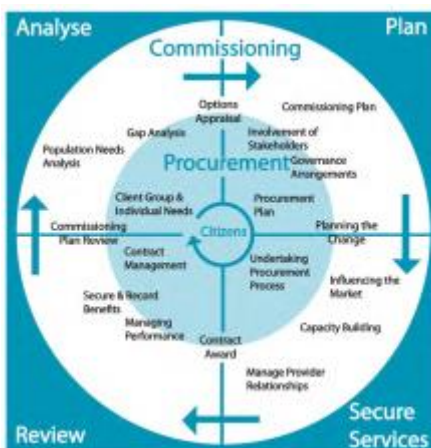 Analyse
Plan
Commissioning
Options
Appraisal
Commissioning Plan
Gap Analysis
Involvement of
Stakeholders
Population Needs
Analysis
Procurement
Governance
Arrangements
Client Group &
Individual Needs
Procurement
Plan
Commissioning
Plan Review
Citizens
Planning the
Change
Contract
Management
Undertaking
Procurement
Process
Influencing the
Market
Secure & Record
Benefits
Managing
Performance
Capacity Building
Contract
Award
Manage Provider
Relationships
Review
Secure
Services